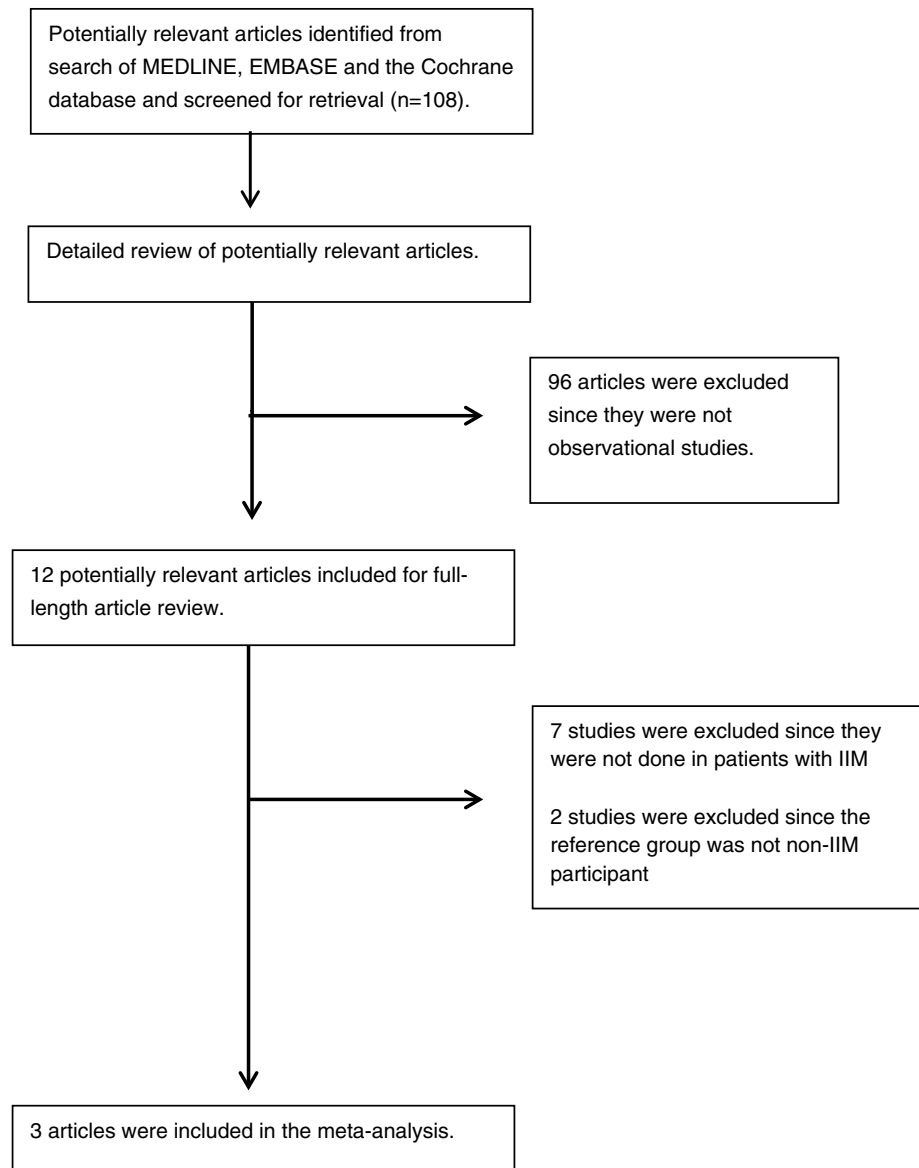 Potentially relevant articles identified from
search of MEDLINE, EMBASE and the Cochrane
database and screened for retrieval (n=108).
Detailed review of potentially relevant articles.
96 articles were excluded
since they were not
observational studies.
12 potentially relevant articles included for full-
length article review.
7 studies were excluded since they
were not done in patients with IIM
2 studies were excluded since the
reference group was not non-IIM
participant
3 articles were included in the meta-analysis.